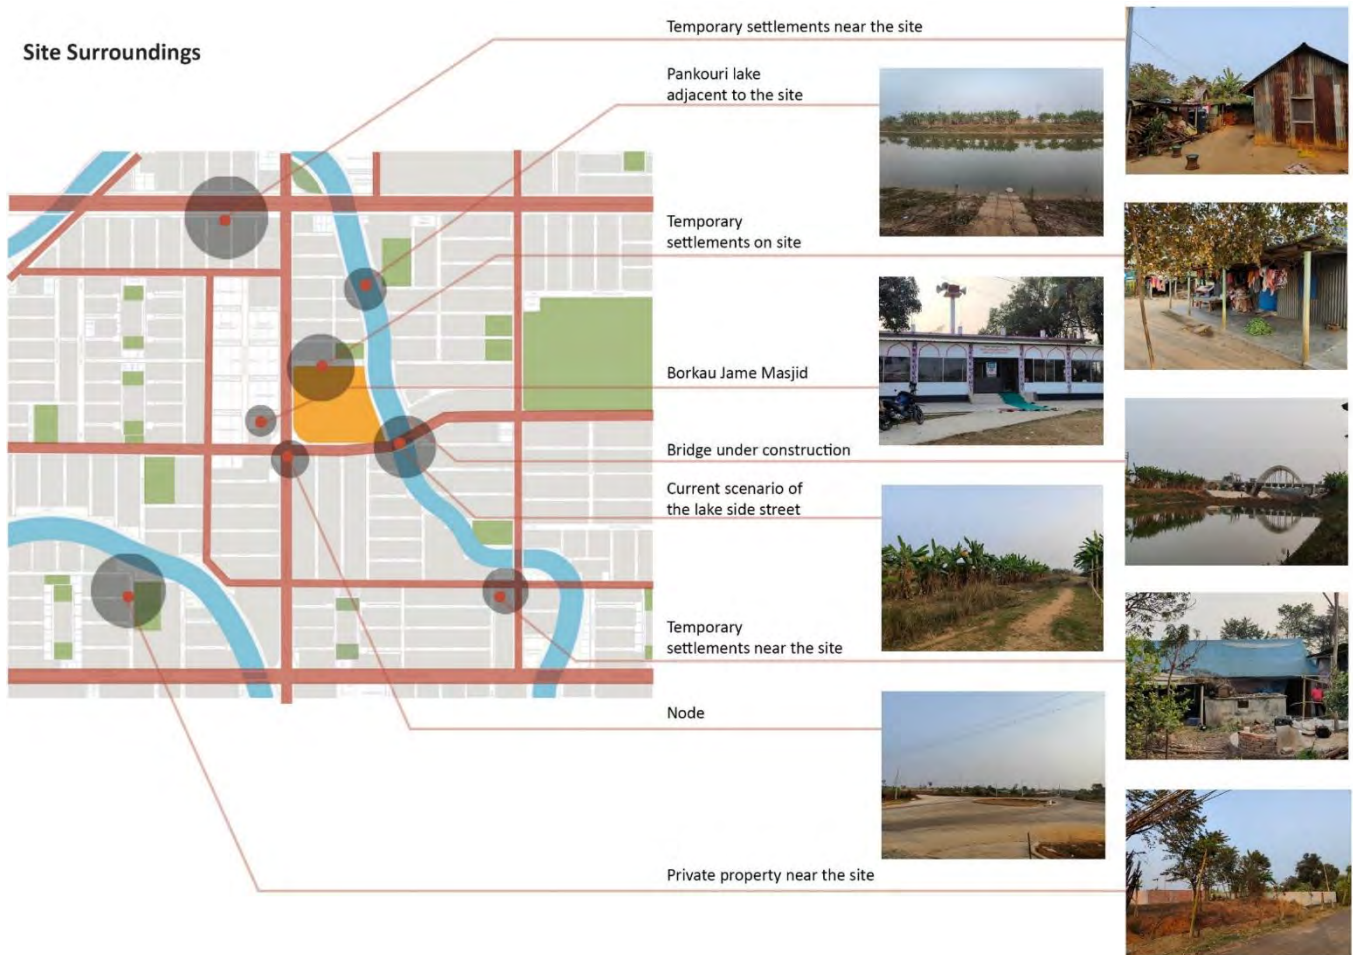 Site Surroundings
Temporary settlements near the site
Pankouri lake
adjacent to the site
Temporary
settlements on site
Borkau Jame Masjid
Bridge under construction
Current scenario of
the lake side street
Temporary
settlements near the site
Node
Private property near the site